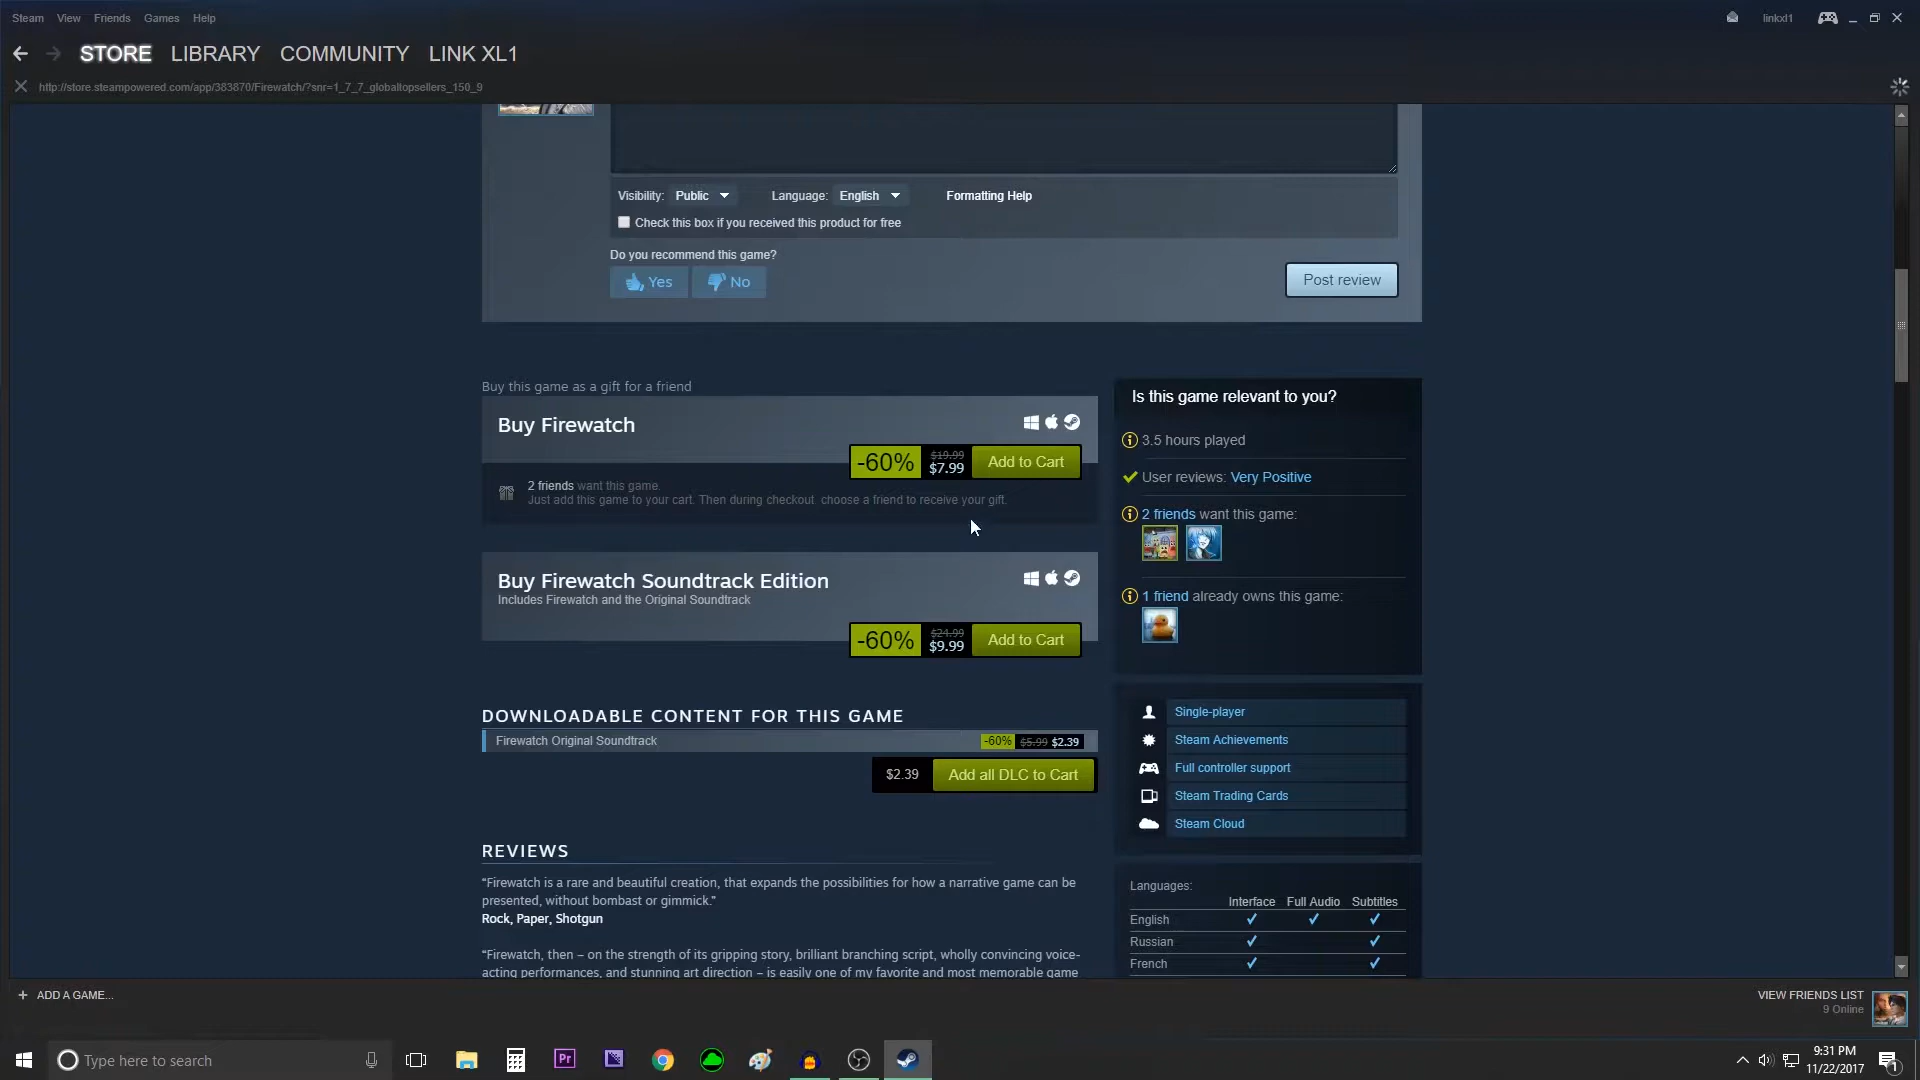 Steam View Friends Games Help
linkxl1
STORE LIBRARY COMMUNITY LINK XL1
http://store.steampowered.com/app/383870/Firewatch/?snr=1_7_7_globaltopsellers_150_9
Visibility: Public Language: English Formatting Help
Check this box if you received this product for free
Do you recommend this game?
Yes No
Post review
Buy this game as a gift for a friend
Buy Firewatch
-60% $19.99 $7.99 Add to Cart
2 friends want this game.
Just add this game to your cart. Then during checkout, choose a friend to receive your gift.
Buy Firewatch Soundtrack Edition
Includes Firewatch and the Original Soundtrack
-60% $24.99 $9.99 Add to Cart
DOWNLOADABLE CONTENT FOR THIS GAME
Firewatch Original Soundtrack -60% $5.99 $2.39
$2.39 Add all DLC to Cart
REVIEWS
“Firewatch is a rare and beautiful creation, that expands the possibilities for how a narrative game can be
presented, without bombast or gimmick.”
Rock, Paper, Shotgun
“Firewatch, then – on the strength of its gripping story, brilliant branching script, wholly convincing voice-
acting performances, and stunning art direction – is easily one of my favorite and most memorable game
Is this game relevant to you?
3.5 hours played
User reviews: Very Positive
2 friends want this game:
1 friend already owns this game:
Single-player
Steam Achievements
Full controller support
Steam Trading Cards
Steam Cloud
Languages:
Interface Full Audio Subtitles
English
Russian
French
+ ADD A GAME...
VIEW FRIENDS LIST
9 Online
Type here to search
Pr
9:31 PM
11/22/2017
1